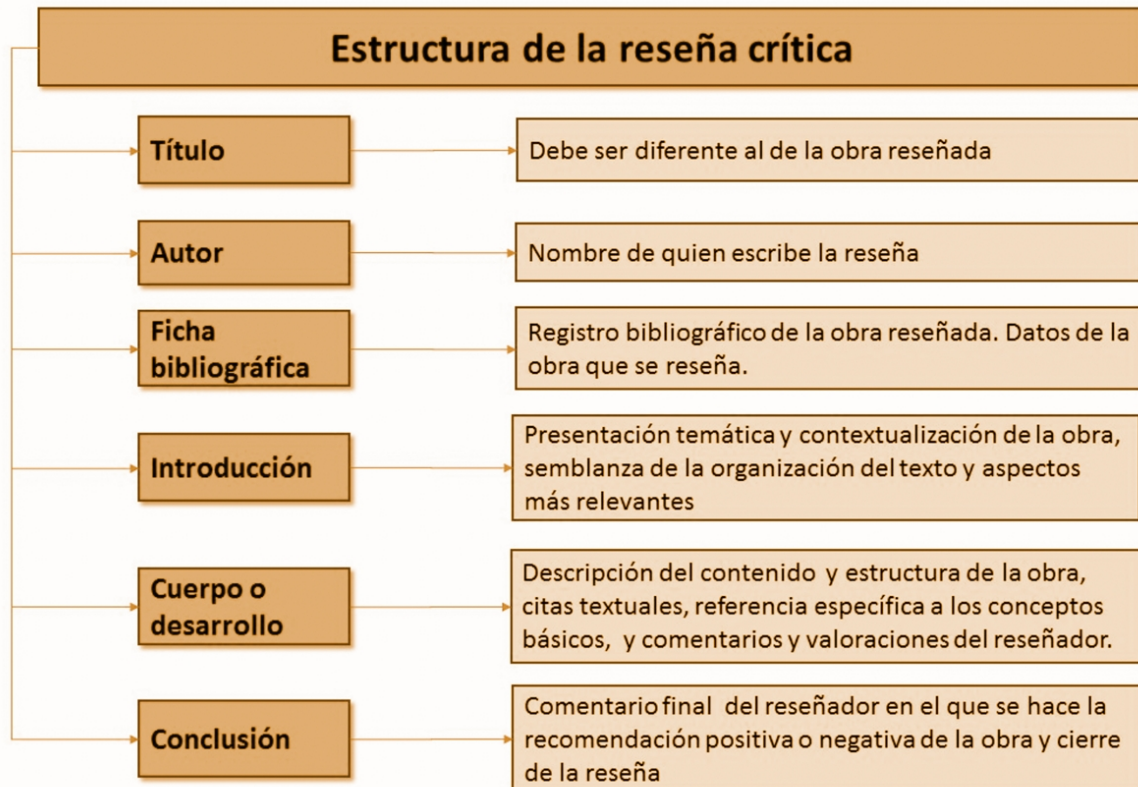 Estructura de la reseña crítica
Título
Debe ser diferente al de la obra reseñada
Autor
Nombre de quien escribe la reseña
Ficha
bibliográfica
Registro bibliográfico de la obra reseñada. Datos de la
obra que se reseña.
Introducción
Presentación temática y contextualización de la obra,
semblanza de la organización del texto y aspectos
más relevantes
Cuerpo o
desarrollo
Descripción del contenido y estructura de la obra,
citas textuales, referencia específica a los conceptos
básicos, y comentarios y valoraciones del reseñador.
Conclusión
Comentario final del reseñador en el que se hace la
recomendación positiva o negativa de la obra y cierre
de la reseña